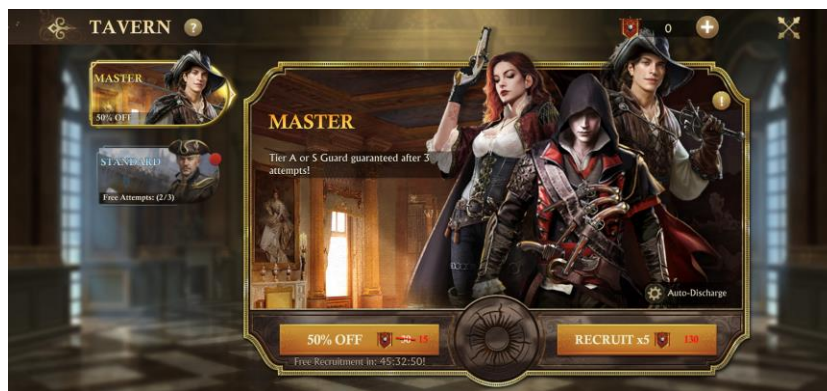 TAVERN ?
0 +
MASTER
50% OFF
STANDARD
Free Attempts: (2/3)
MASTER
!
Tier A or S Guard guaranteed after 3
attempts!
Auto-Discharge
50% OFF 30 15
RECRUIT x5 130
Free Recruitment in: 45:32:50!